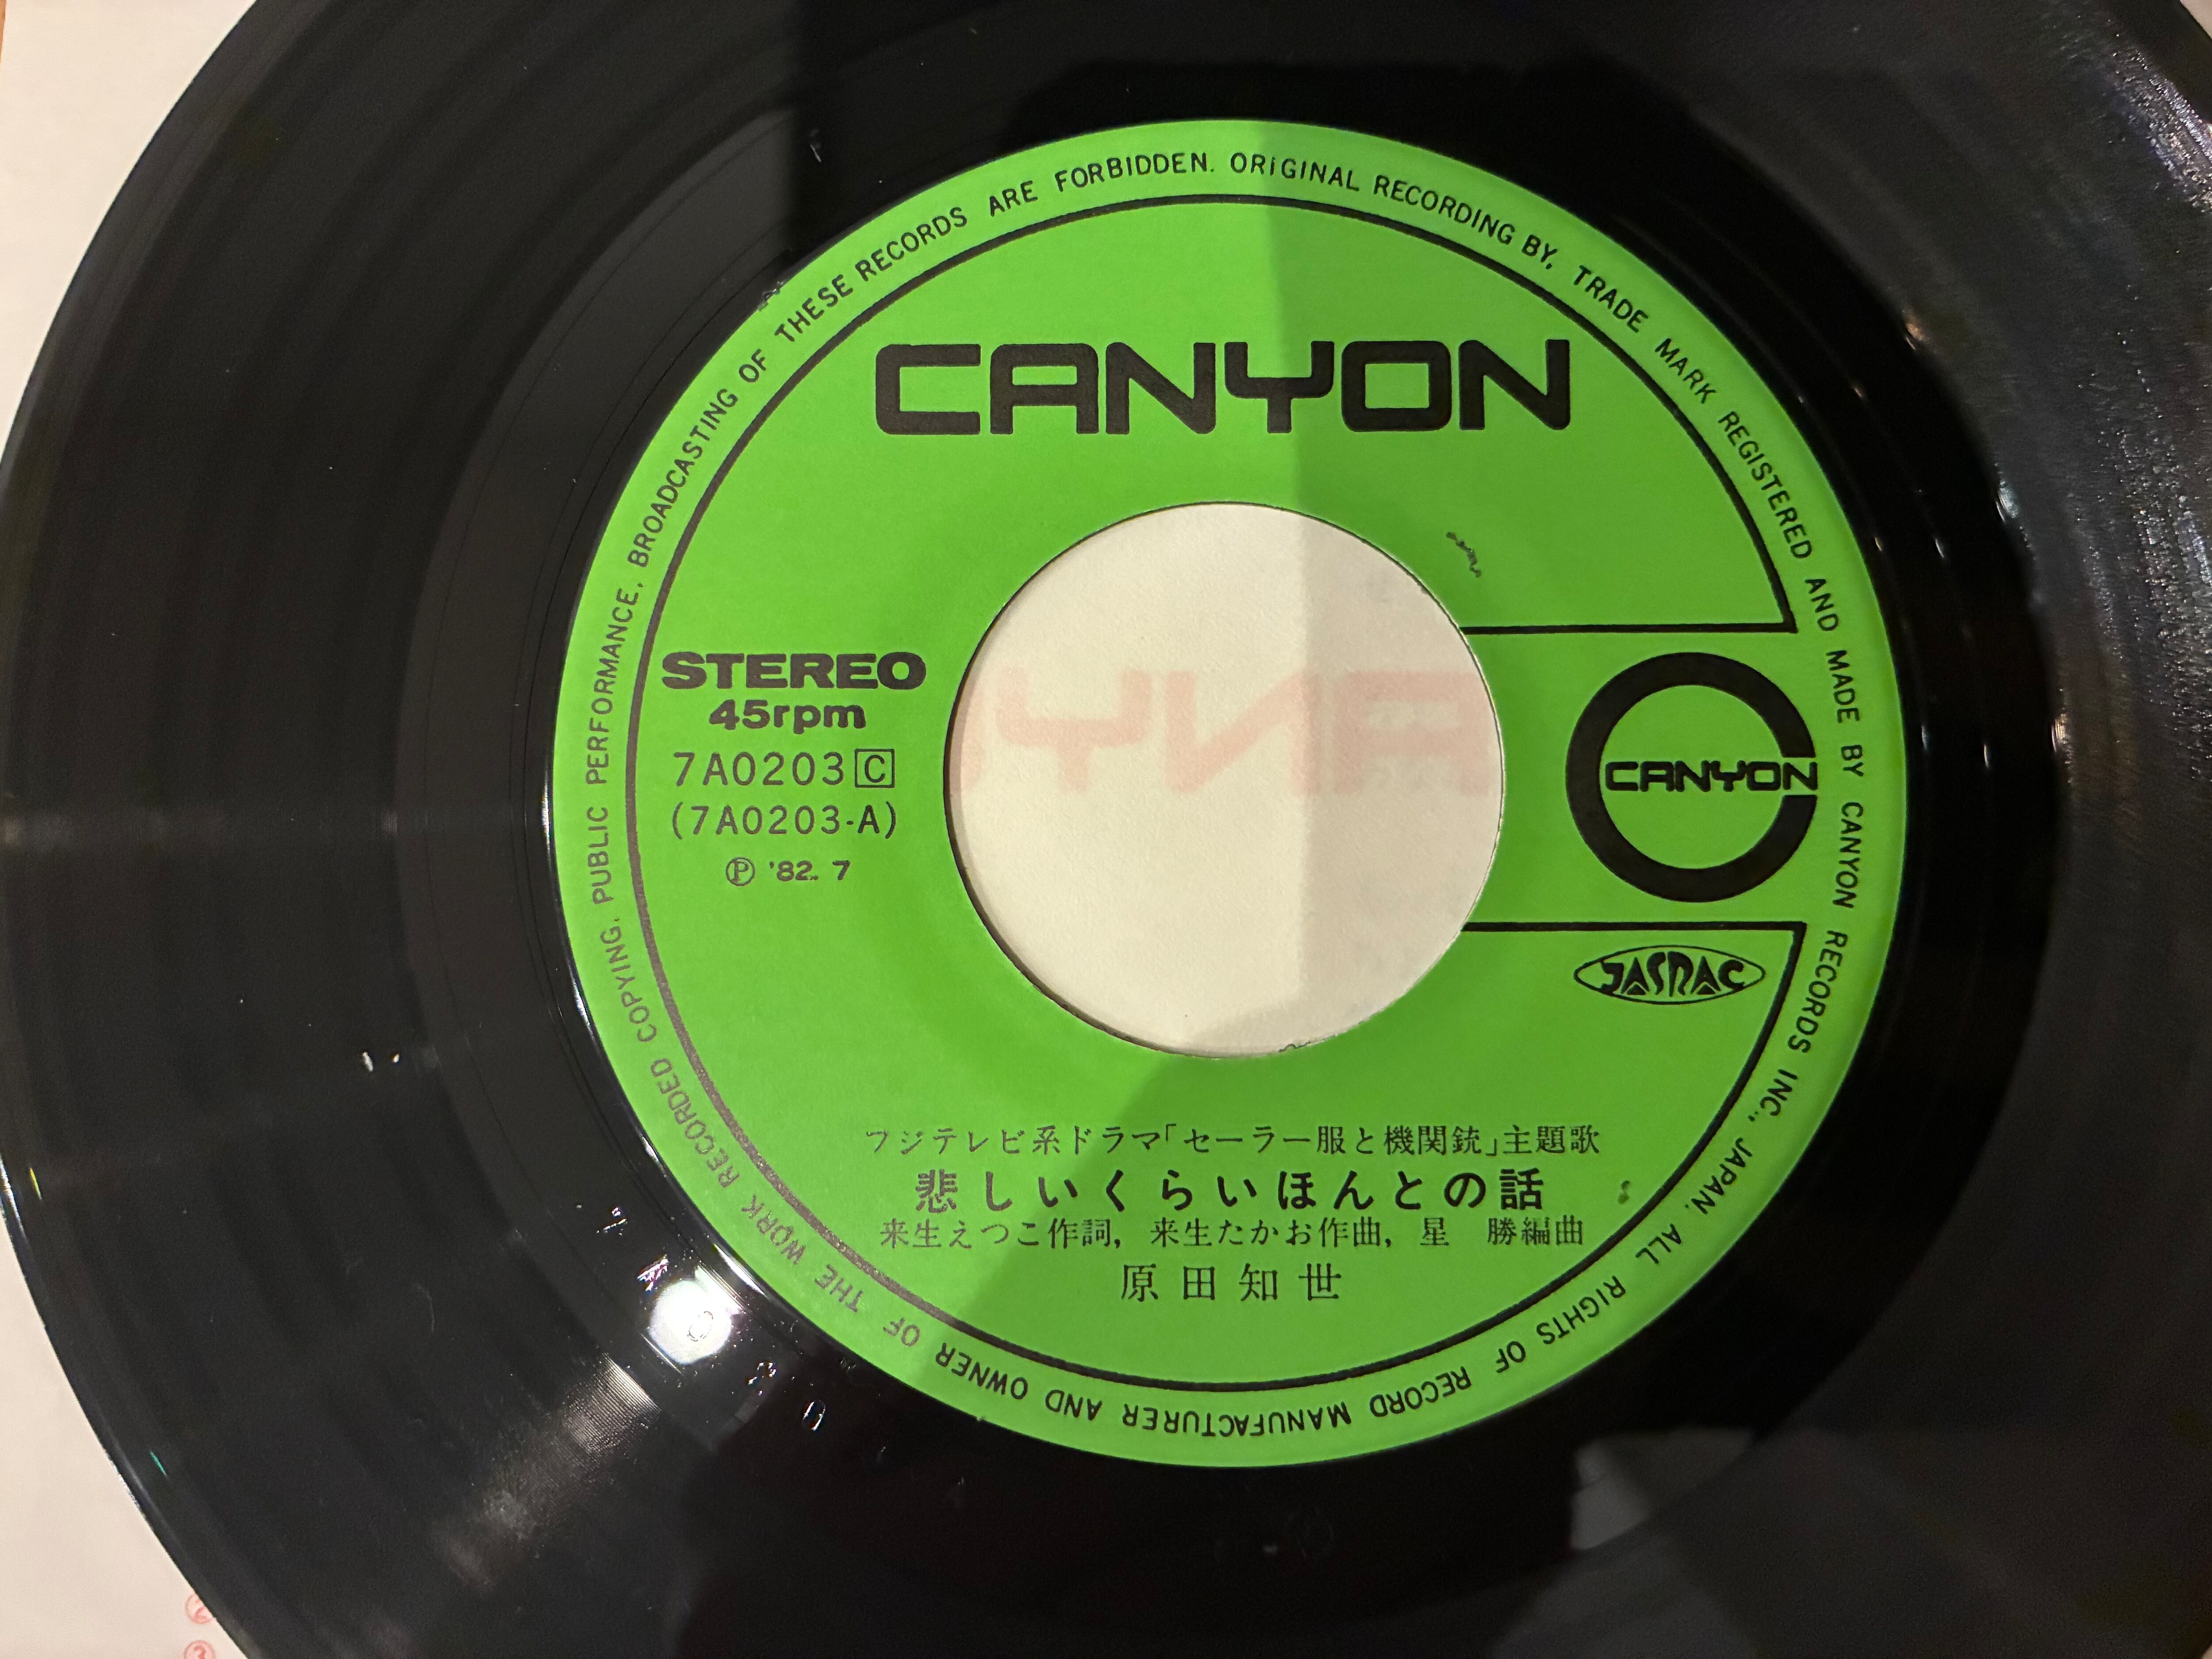 CANYON
STEREO
45rpm
7A0203 C
(7A0203-A)
Ⓟ '82. 7
CANYON
JASRAC
フジテレビ系ドラマ「セーラー服と機関銃」主題歌
悲しいくらいほんとの話
来生えつこ作詞, 来生たかお作曲, 星 勝編曲
原田知世
ORiGINAL RECORDING BY, TRADE MARK REGISTERED AND MADE BY CANYON RECORDS INC., JAPAN. ALL RIGHTS OF RECORD MANUFACTURER AND OWNER OF THE WORK RECORDED COPYING, PUBLIC PERFORMANCE, BROADCASTING OF THESE RECORDS ARE FORBIDDEN.
②
③